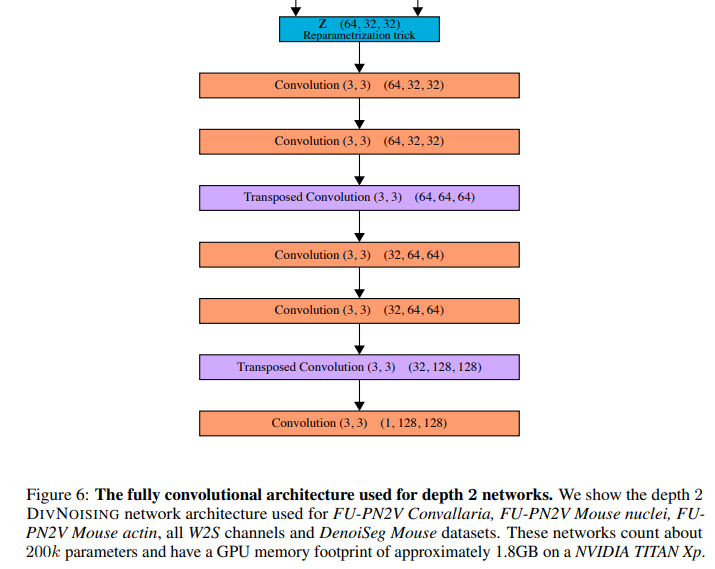 Z (64, 32, 32)
Reparametrization trick
Convolution (3, 3) (64, 32, 32)
Convolution (3, 3) (64, 32, 32)
Transposed Convolution (3, 3) (64, 64, 64)
Convolution (3, 3) (32, 64, 64)
Convolution (3, 3) (32, 64, 64)
Transposed Convolution (3, 3) (32, 128, 128)
Convolution (3, 3) (1, 128, 128)
Figure 6: The fully convolutional architecture used for depth 2 networks. We show the depth 2
DIVNOISING network architecture used for FU-PN2V Convallaria, FU-PN2V Mouse nuclei, FU-
PN2V Mouse actin, all W2S channels and DenoiSeg Mouse datasets. These networks count about
200k parameters and have a GPU memory footprint of approximately 1.8GB on a NVIDIA TITAN Xp.